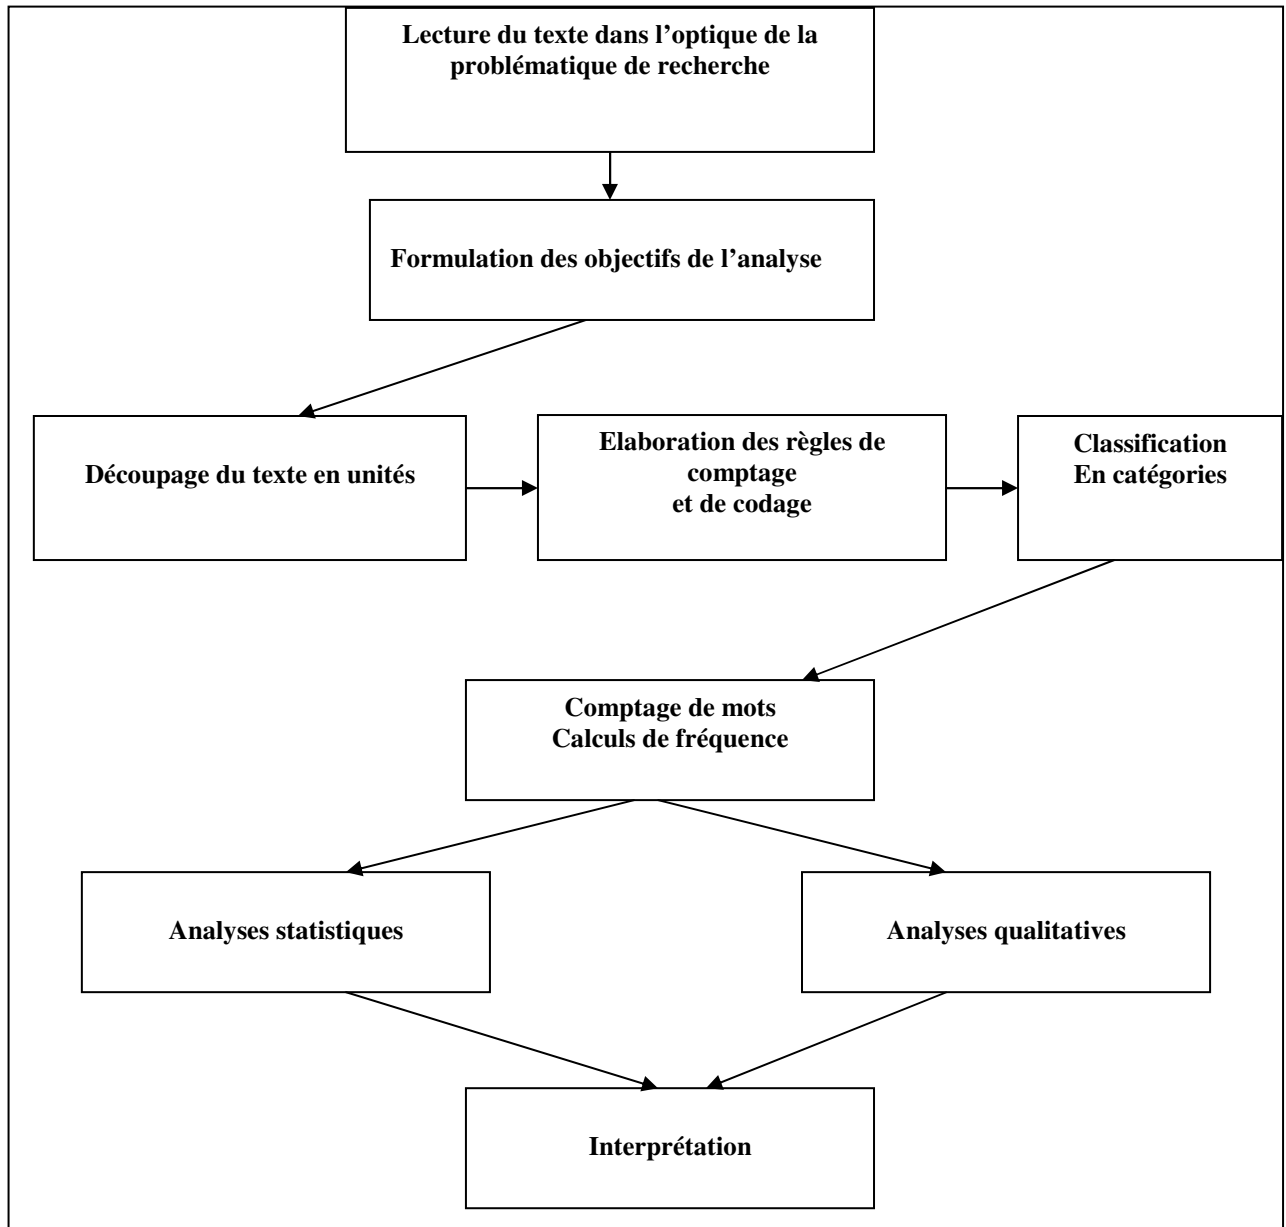 Lecture du texte dans l’optique de la
problématique de recherche
Formulation des objectifs de l’analyse
Découpage du texte en unités
Elaboration des règles de
comptage
et de codage
Classification
En catégories
Comptage de mots
Calculs de fréquence
Analyses statistiques
Analyses qualitatives
Interprétation